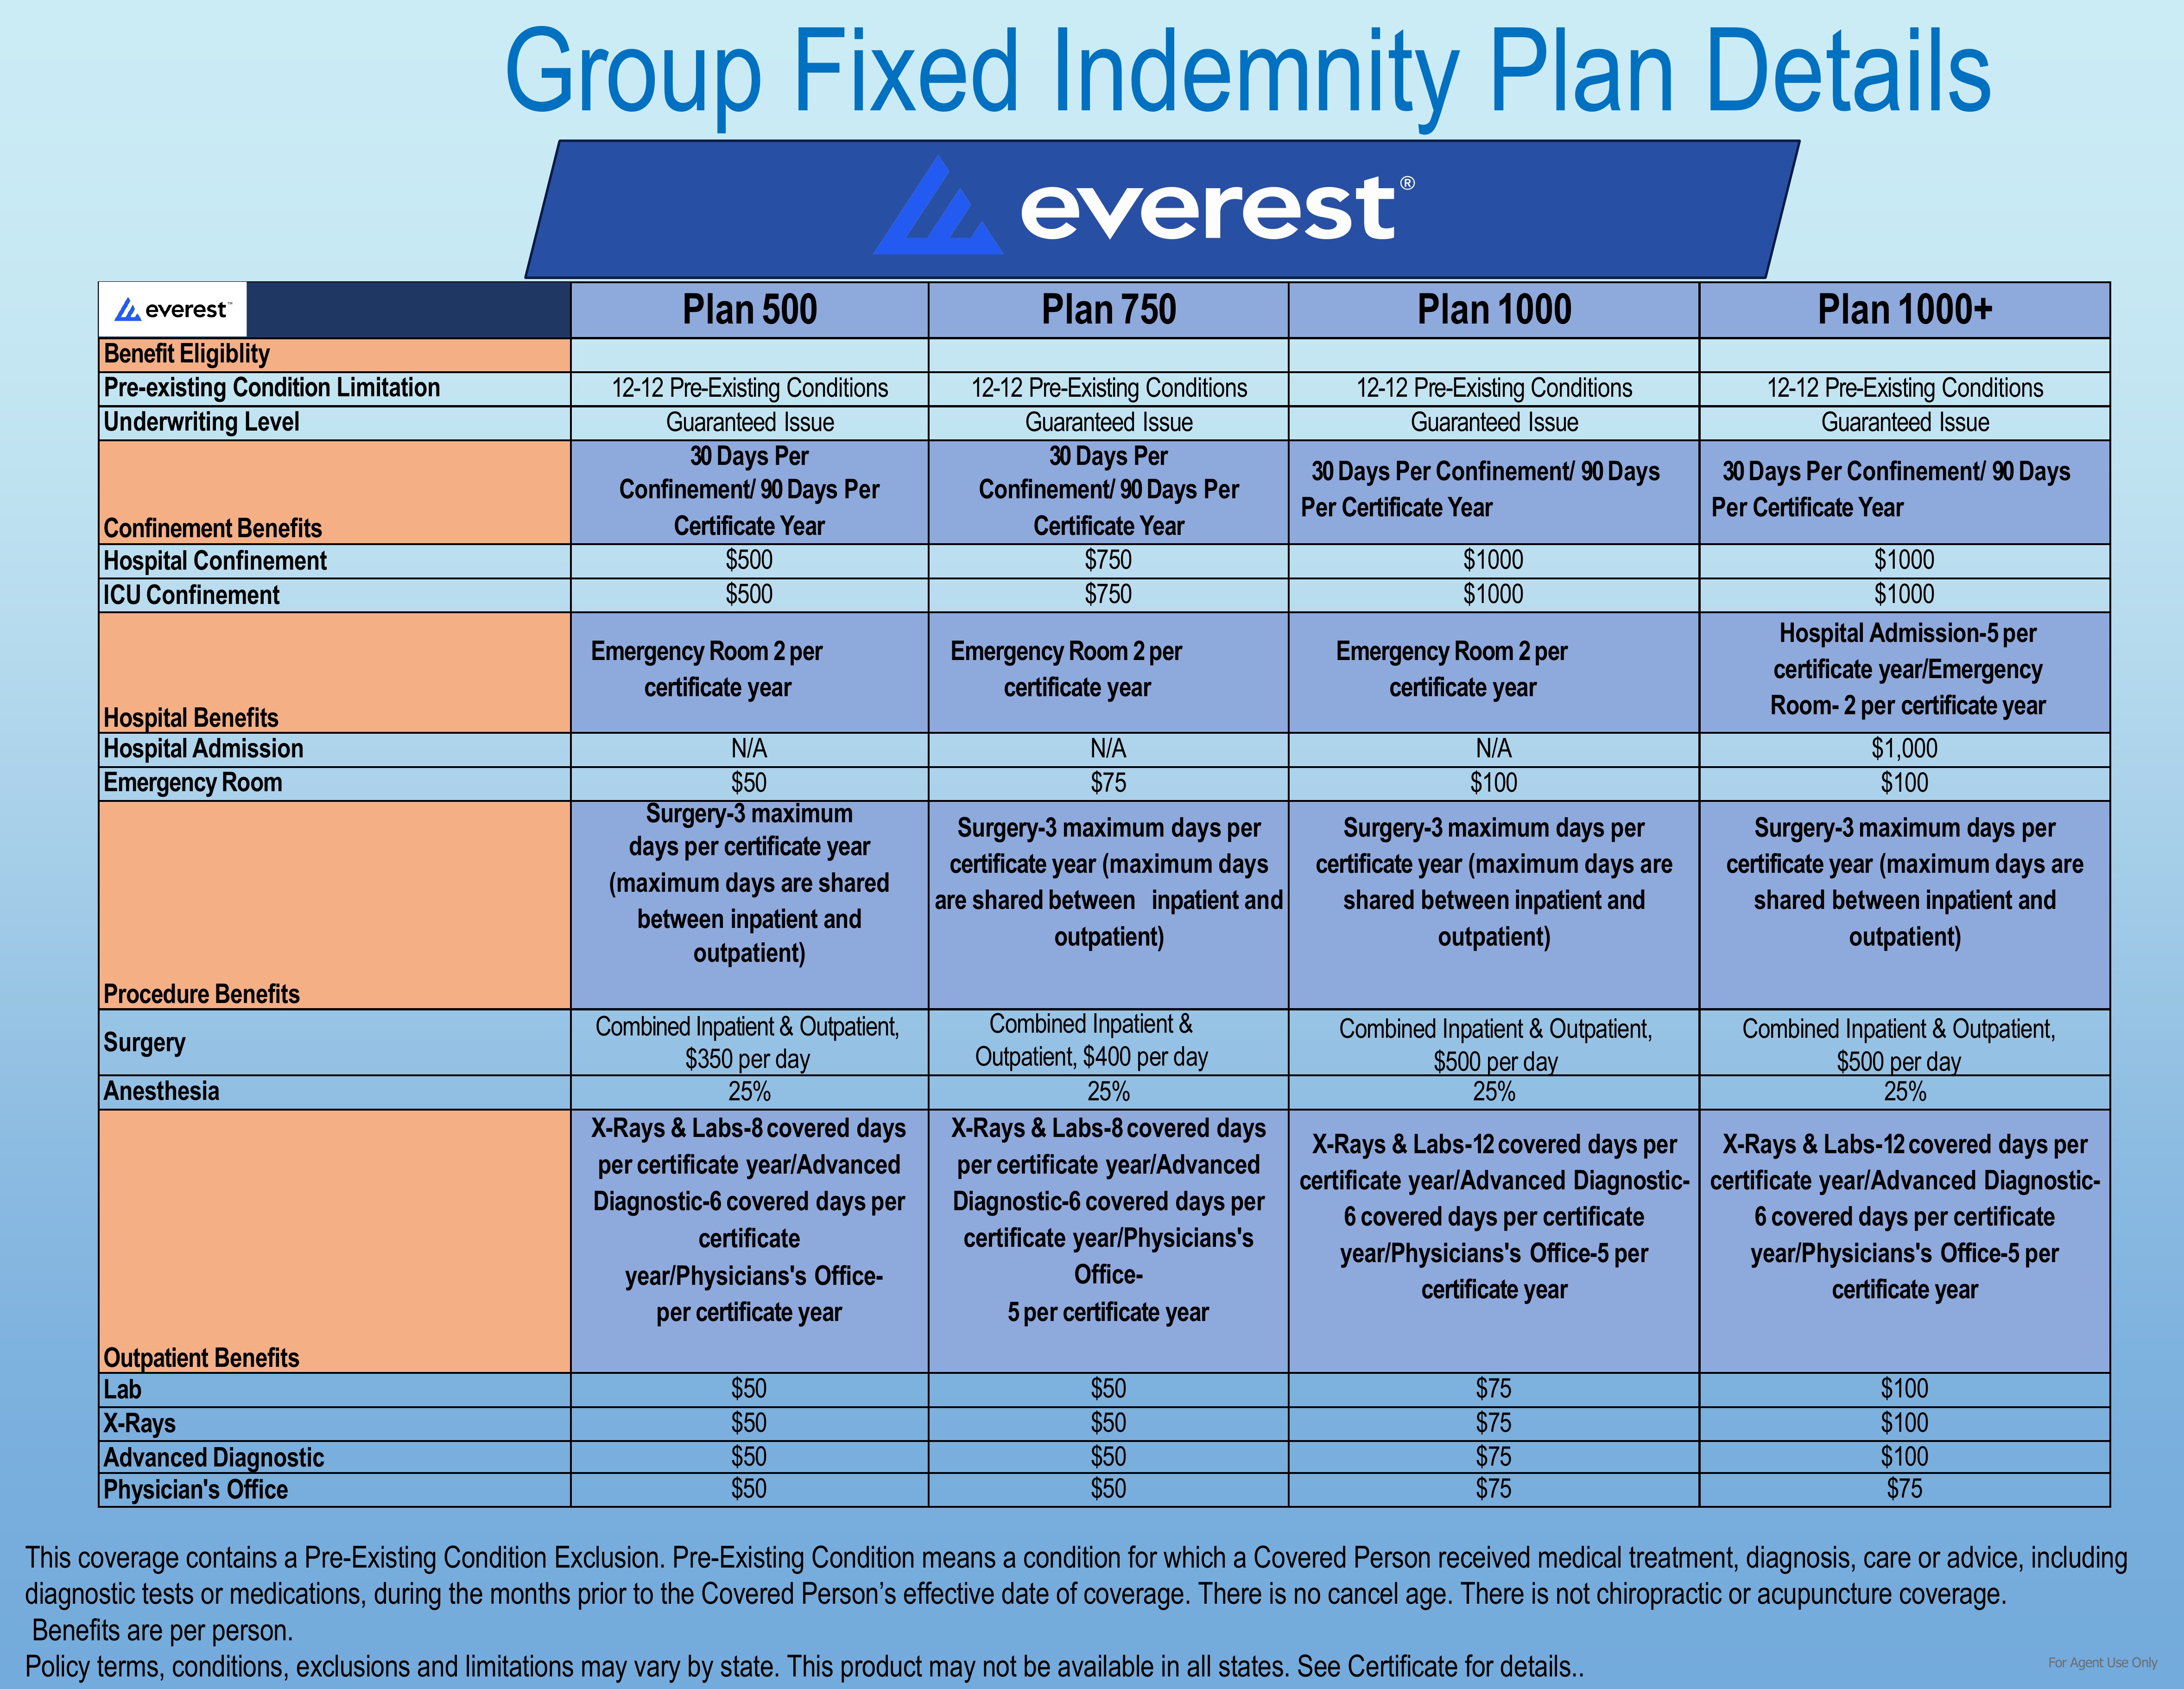 Group Fixed Indemnity Plan Details
everest®
everest™ Plan 500 Plan 750 Plan 1000 Plan 1000+
Benefit Eligiblity
Pre-existing Condition Limitation 12-12 Pre-Existing Conditions 12-12 Pre-Existing Conditions 12-12 Pre-Existing Conditions 12-12 Pre-Existing Conditions
Underwriting Level Guaranteed Issue Guaranteed Issue Guaranteed Issue Guaranteed Issue
Confinement Benefits
30 Days Per
Confinement/ 90 Days Per
Certificate Year
30 Days Per
Confinement/ 90 Days Per
Certificate Year
30 Days Per Confinement/ 90 Days
Per Certificate Year
30 Days Per Confinement/ 90 Days
Per Certificate Year
Hospital Confinement $500 $750 $1000 $1000
ICU Confinement $500 $750 $1000 $1000
Hospital Benefits
Emergency Room 2 per
certificate year
Emergency Room 2 per
certificate year
Emergency Room 2 per
certificate year
Hospital Admission-5 per
certificate year/Emergency
Room- 2 per certificate year
Hospital Admission N/A N/A N/A $1,000
Emergency Room $50 $75 $100 $100
Procedure Benefits
Surgery-3 maximum
days per certificate year
(maximum days are shared
between inpatient and
outpatient)
Surgery-3 maximum days per
certificate year (maximum days
are shared between inpatient and
outpatient)
Surgery-3 maximum days per
certificate year (maximum days are
shared between inpatient and
outpatient)
Surgery-3 maximum days per
certificate year (maximum days are
shared between inpatient and
outpatient)
Surgery
Combined Inpatient & Outpatient,
$350 per day
Combined Inpatient &
Outpatient, $400 per day
Combined Inpatient & Outpatient,
$500 per day
Combined Inpatient & Outpatient,
$500 per day
Anesthesia 25% 25% 25% 25%
Outpatient Benefits
X-Rays & Labs-8 covered days
per certificate year/Advanced
Diagnostic-6 covered days per
certificate
year/Physicians's Office-
per certificate year
X-Rays & Labs-8 covered days
per certificate year/Advanced
Diagnostic-6 covered days per
certificate year/Physicians's
Office-
5 per certificate year
X-Rays & Labs-12 covered days per
certificate year/Advanced Diagnostic-
6 covered days per certificate
year/Physicians's Office-5 per
certificate year
X-Rays & Labs-12 covered days per
certificate year/Advanced Diagnostic-
6 covered days per certificate
year/Physicians's Office-5 per
certificate year
Lab $50 $50 $75 $100
X-Rays $50 $50 $75 $100
Advanced Diagnostic $50 $50 $75 $100
Physician's Office $50 $50 $75 $75
This coverage contains a Pre-Existing Condition Exclusion. Pre-Existing Condition means a condition for which a Covered Person received medical treatment, diagnosis, care or advice, including
diagnostic tests or medications, during the months prior to the Covered Person’s effective date of coverage. There is no cancel age. There is not chiropractic or acupuncture coverage.
Benefits are per person.
Policy terms, conditions, exclusions and limitations may vary by state. This product may not be available in all states. See Certificate for details..
For Agent Use Only